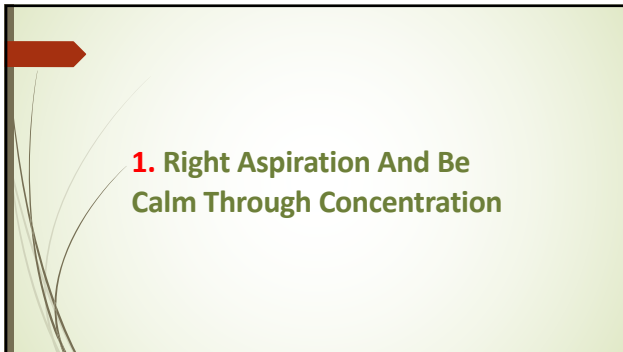 1. Right Aspiration And Be
Calm Through Concentration